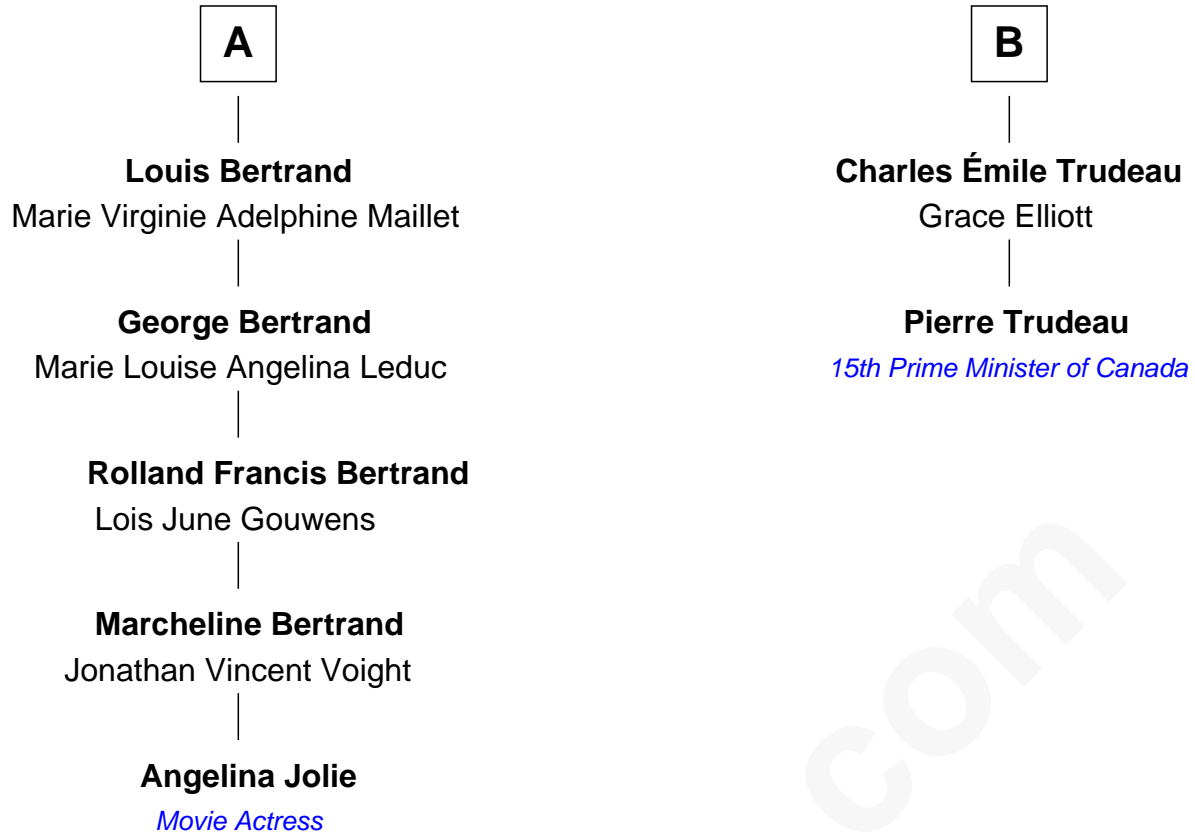 A
Louis Bertrand
Marie Virginie Adelphine Maillet
George Bertrand
Marie Louise Angelina Leduc
Rolland Francis Bertrand
Lois June Gouwens
Marcheline Bertrand
Jonathan Vincent Voight
Angelina Jolie
Movie Actress
B
Charles Émile Trudeau
Grace Elliott
Pierre Trudeau
15th Prime Minister of Canada
com